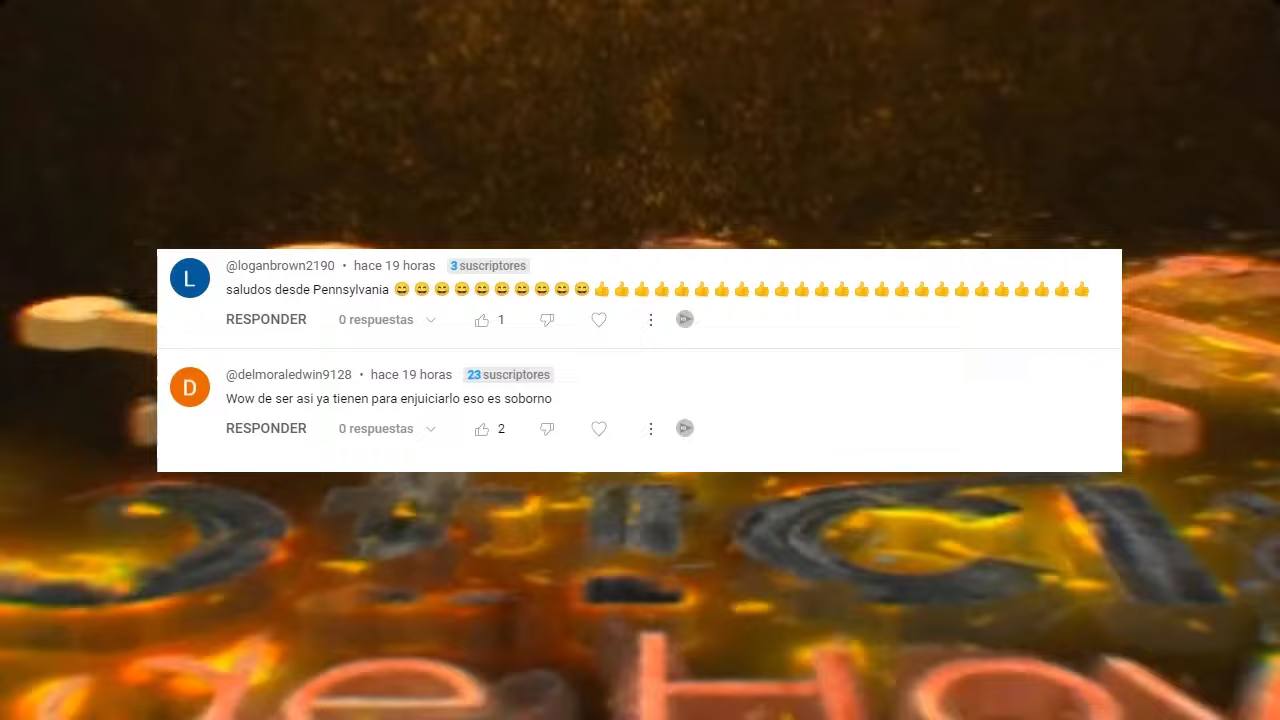 L
@loganbrown2190 • hace 19 horas 3 suscriptores
saludos desde Pennsylvania 😄😄😄😄😄😄😄😄😄😄👍👍👍👍👍👍👍👍👍👍👍👍👍👍👍👍👍👍👍👍👍👍👍👍👍
RESPONDER 0 respuestas 1
D
@delmoraledwin9128 • hace 19 horas 23 suscriptores
Wow de ser asi ya tienen para enjuiciarlo eso es soborno
RESPONDER 0 respuestas 2